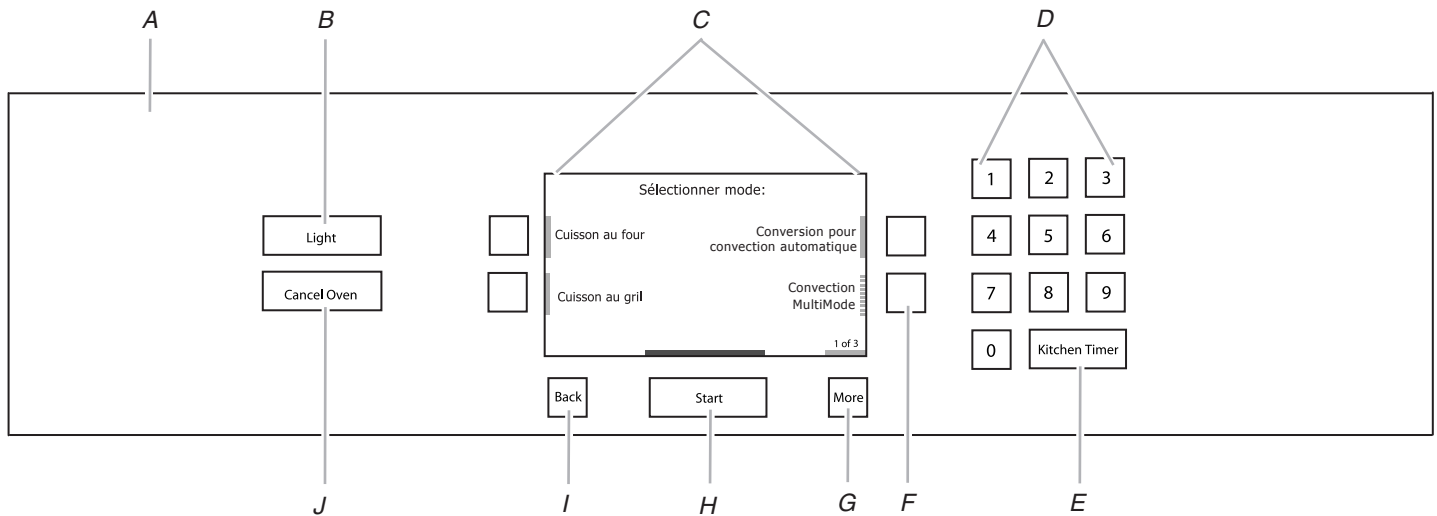 A B C D
Sélectionner mode:
1 2 3
Light
Cuisson au four
Conversion pour
convection automatique
4 5 6
Cancel Oven
Cuisson au gril
Convection
MultiMode
7 8 9
1 of 3
0 Kitchen Timer
Back Start More
J I H G F E